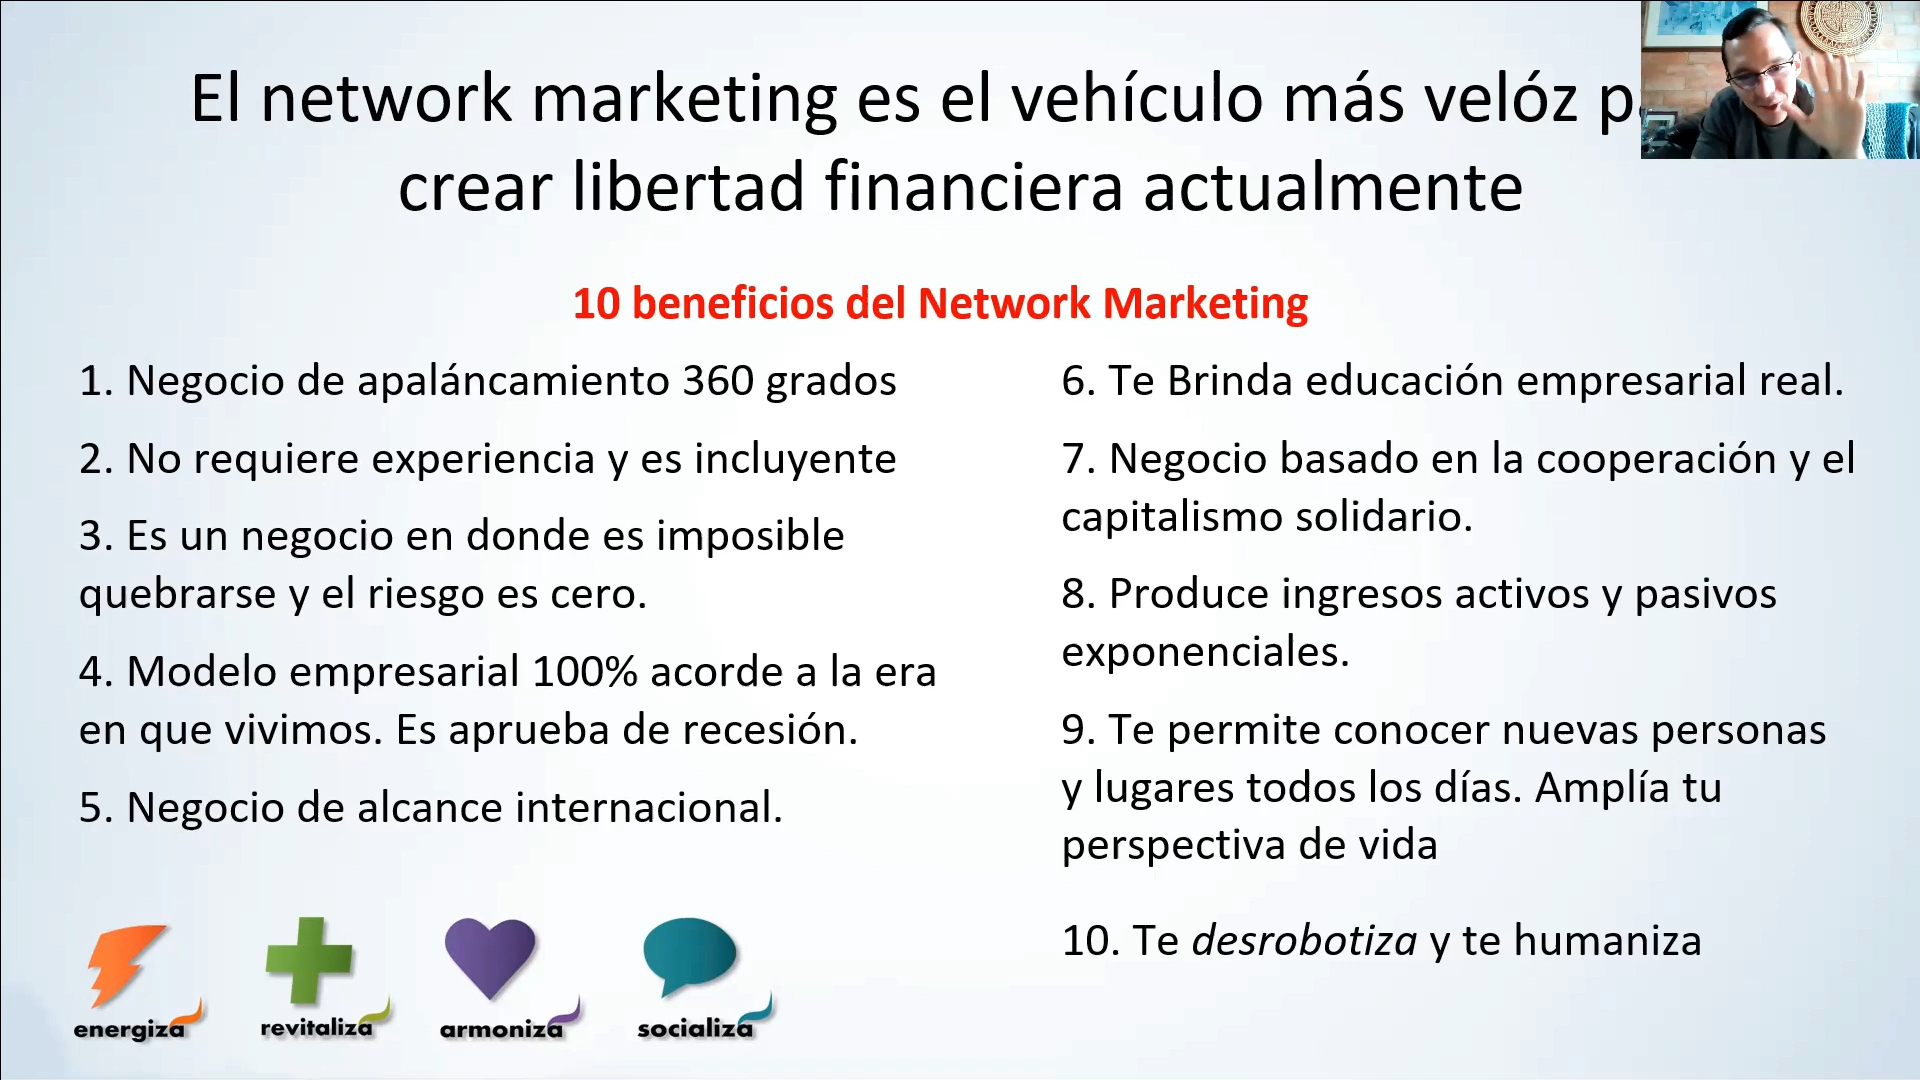 El network marketing es el vehículo más velóz
crear libertad financiera actualmente
10 beneficios del Network Marketing
1. Negocio de apaláncamiento 360 grados
2. No requiere experiencia y es incluyente
3. Es un negocio en donde es imposible
quebrarse y el riesgo es cero.
4. Modelo empresarial 100% acorde a la era
en que vivimos. Es aprueba de recesión.
5. Negocio de alcance internacional.
6. Te Brinda educación empresarial real.
7. Negocio basado en la cooperación y el
capitalismo solidario.
8. Produce ingresos activos y pasivos
exponenciales.
9. Te permite conocer nuevas personas
y lugares todos los días. Amplía tu
perspectiva de vida
10. Te desrobotiza y te humaniza
energiza
revitaliza
armoniza
socializa